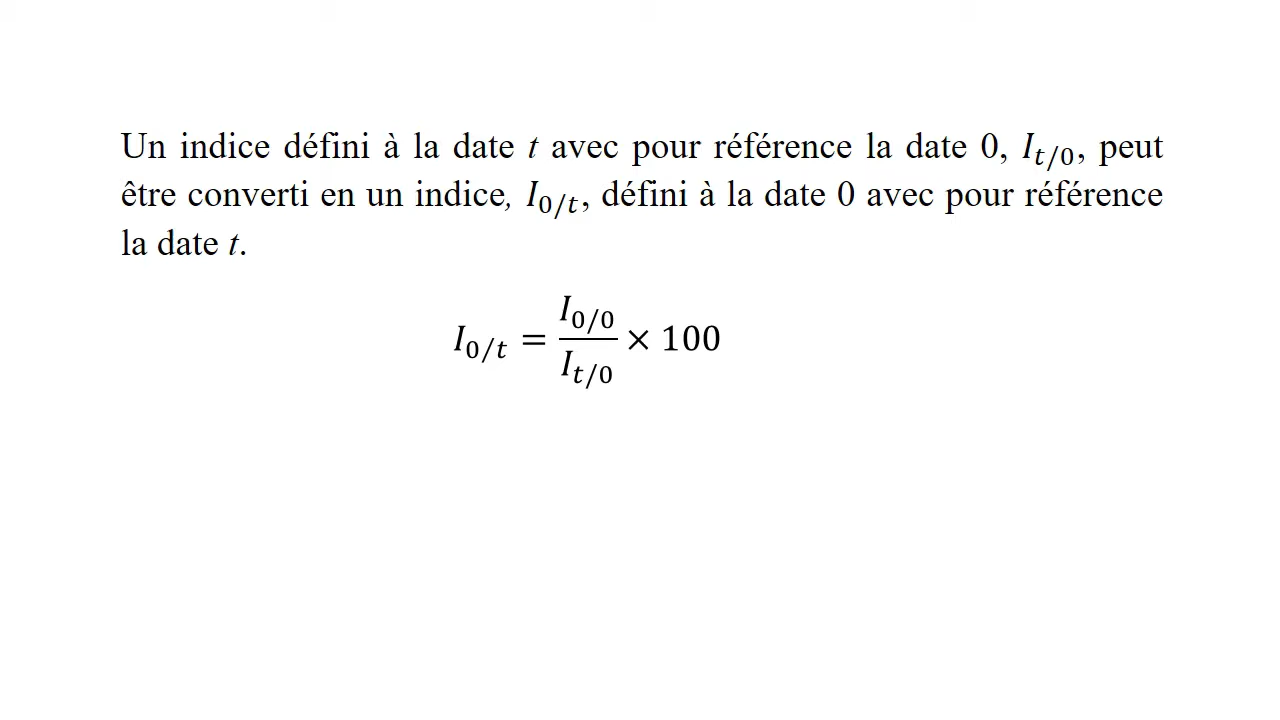 Un indice défini à la date t avec pour référence la date 0, I_{t/0}, peut
être converti en un indice, I_{0/t}, défini à la date 0 avec pour référence
la date t.
I_{0/t} = \frac{I_{0/0}}{I_{t/0}} × 100